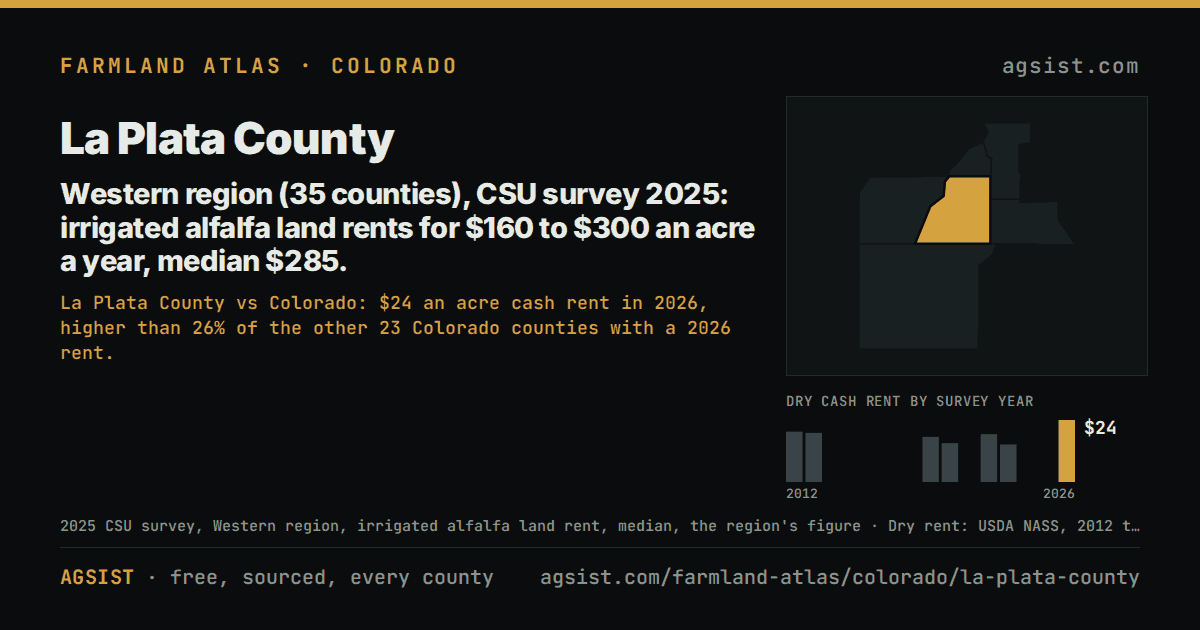 FARMLAND ATLAS · COLORADO
agsist.com
La Plata County
Western region (35 counties), CSU survey 2025:
irrigated alfalfa land rents for $160 to $300 an acre
a year, median $285.
La Plata County vs Colorado: $24 an acre cash rent in 2026,
higher than 26% of the other 23 Colorado counties with a 2026
rent.
DRY CASH RENT BY SURVEY YEAR
$24
2012
2026
2025 CSU survey, Western region, irrigated alfalfa land rent, median, the region's figure · Dry rent: USDA NASS, 2012 t…
AGSIST · free, sourced, every county
agsist.com/farmland-atlas/colorado/la-plata-county